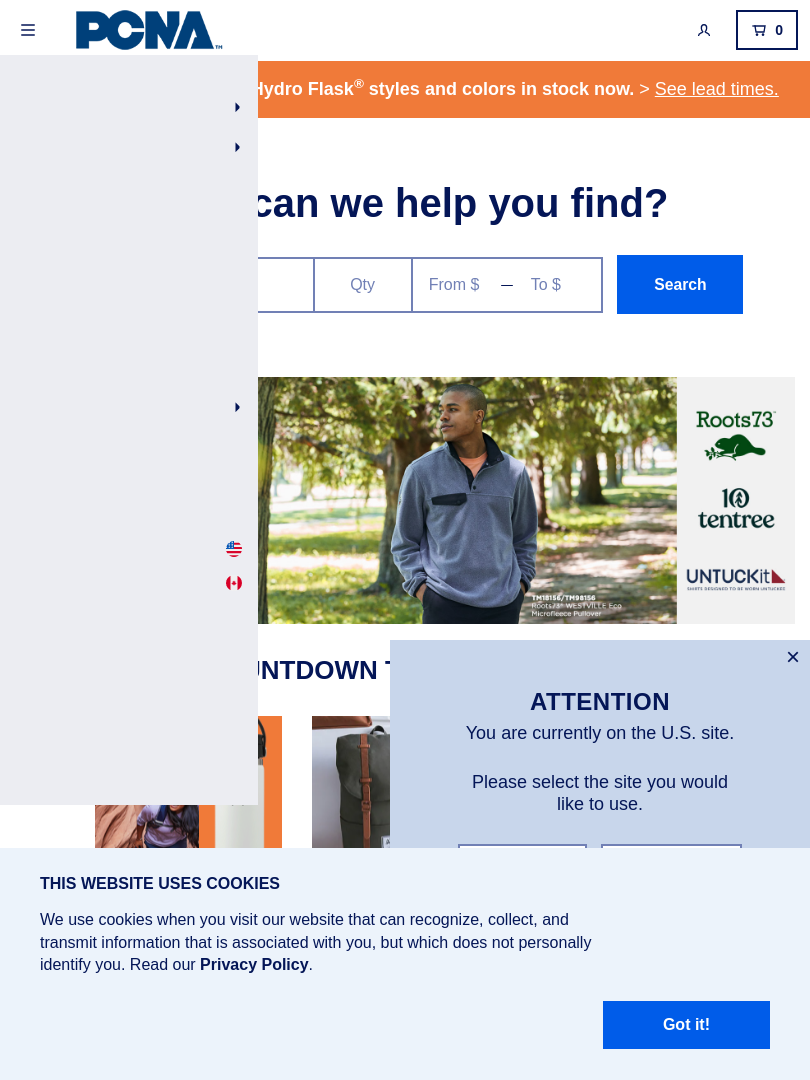 PCNA™
0
Hydro Flask® styles and colors in stock now. > See lead times.
can we help you find?
Qty
From $ — To $
Search
Roots73™
10
tentree
UNTUCKit
SHIRTS DESIGNED TO BE WORN UNTUCKED
TM18156/TM98156
Roots73® WESTVILLE Eco
Microfleece Pullover
UNTDOWN T
ATTENTION
You are currently on the U.S. site.
Please select the site you would
like to use.
THIS WEBSITE USES COOKIES
We use cookies when you visit our website that can recognize, collect, and
transmit information that is associated with you, but which does not personally
identify you. Read our Privacy Policy.
Got it!